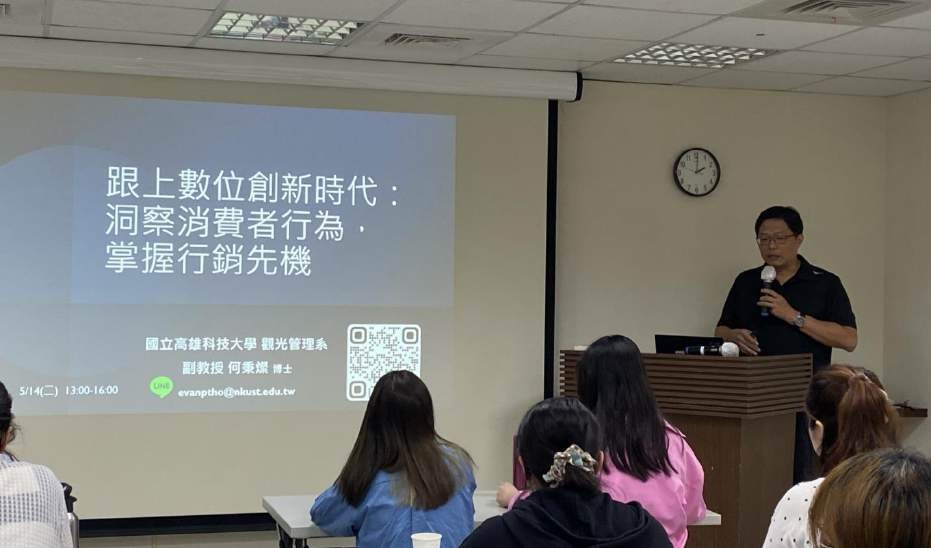 跟上數位創新時代：
洞察消費者行為，
掌握行銷先機
國立高雄科技大學 觀光管理系
副教授 何秉燦 博士
5/14(二) 13:00-16:00
LINE
evanptho@nkust.edu.tw